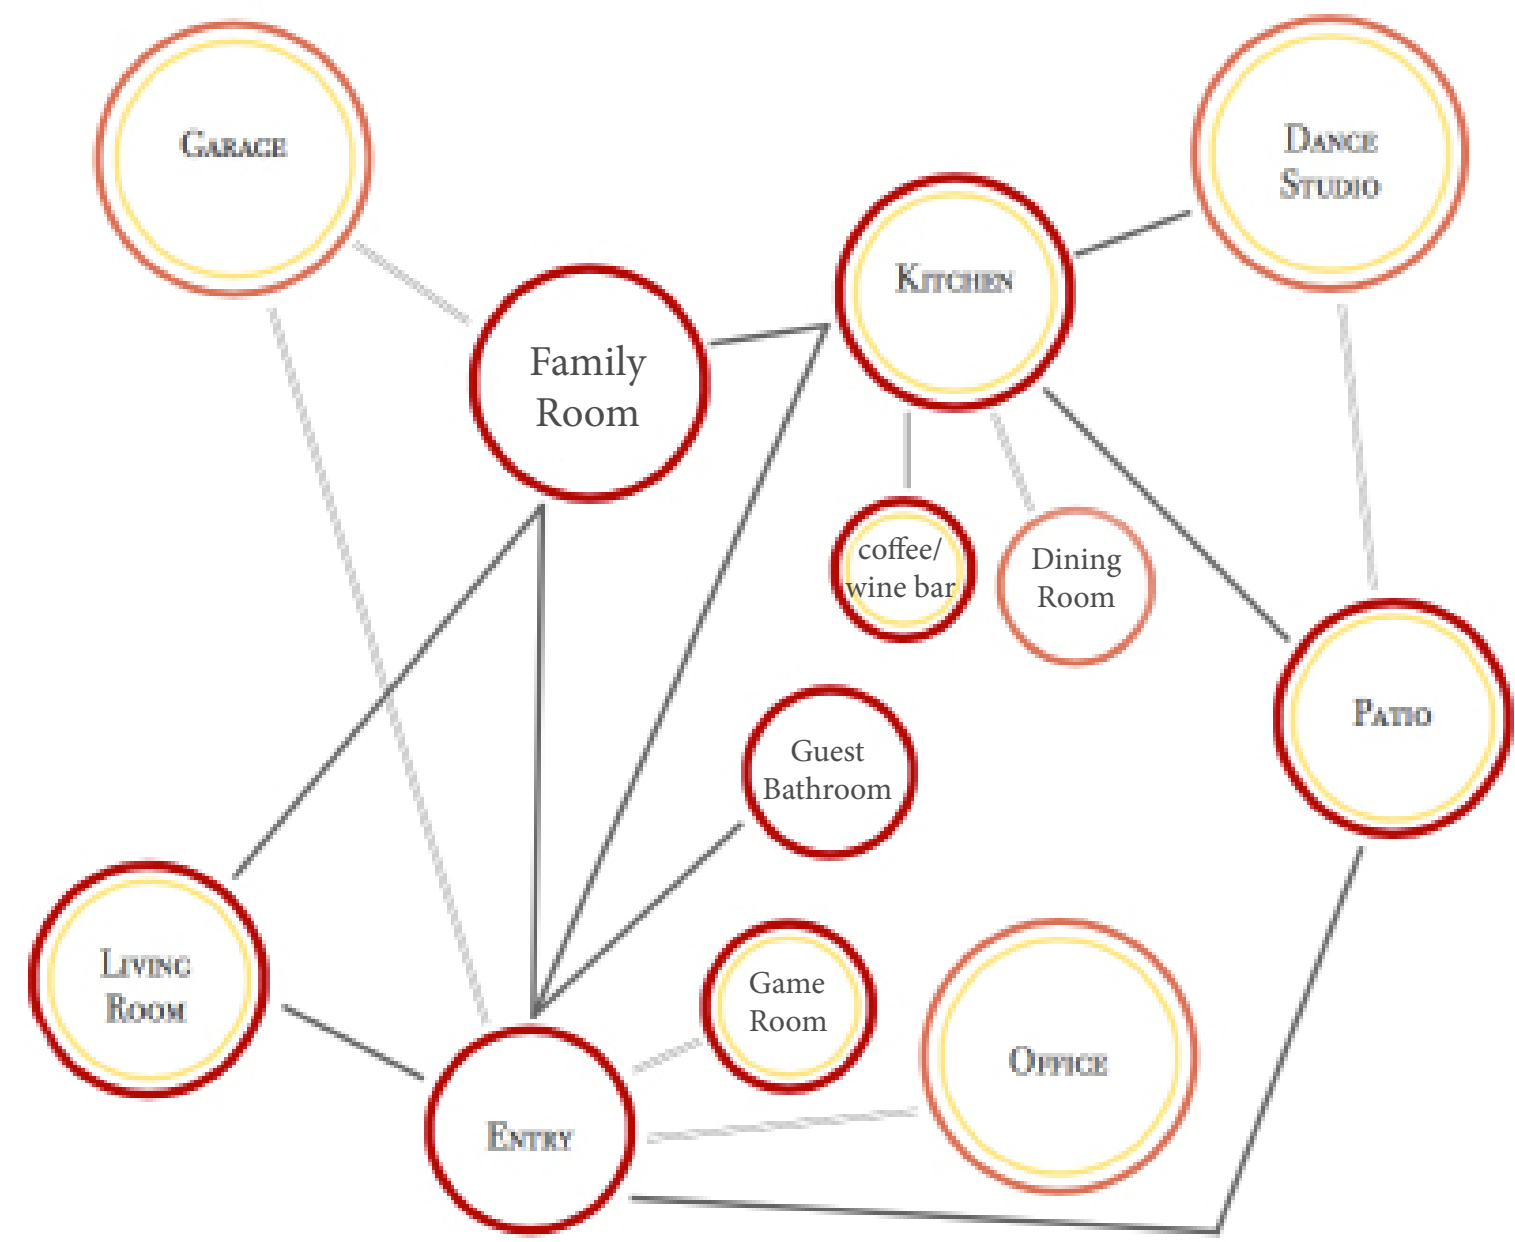 Garage
Dance
Studio
Kitchen
Family
Room
coffee/
wine bar
Dining
Room
Patio
Guest
Bathroom
Living
Room
Game
Room
Office
Entry